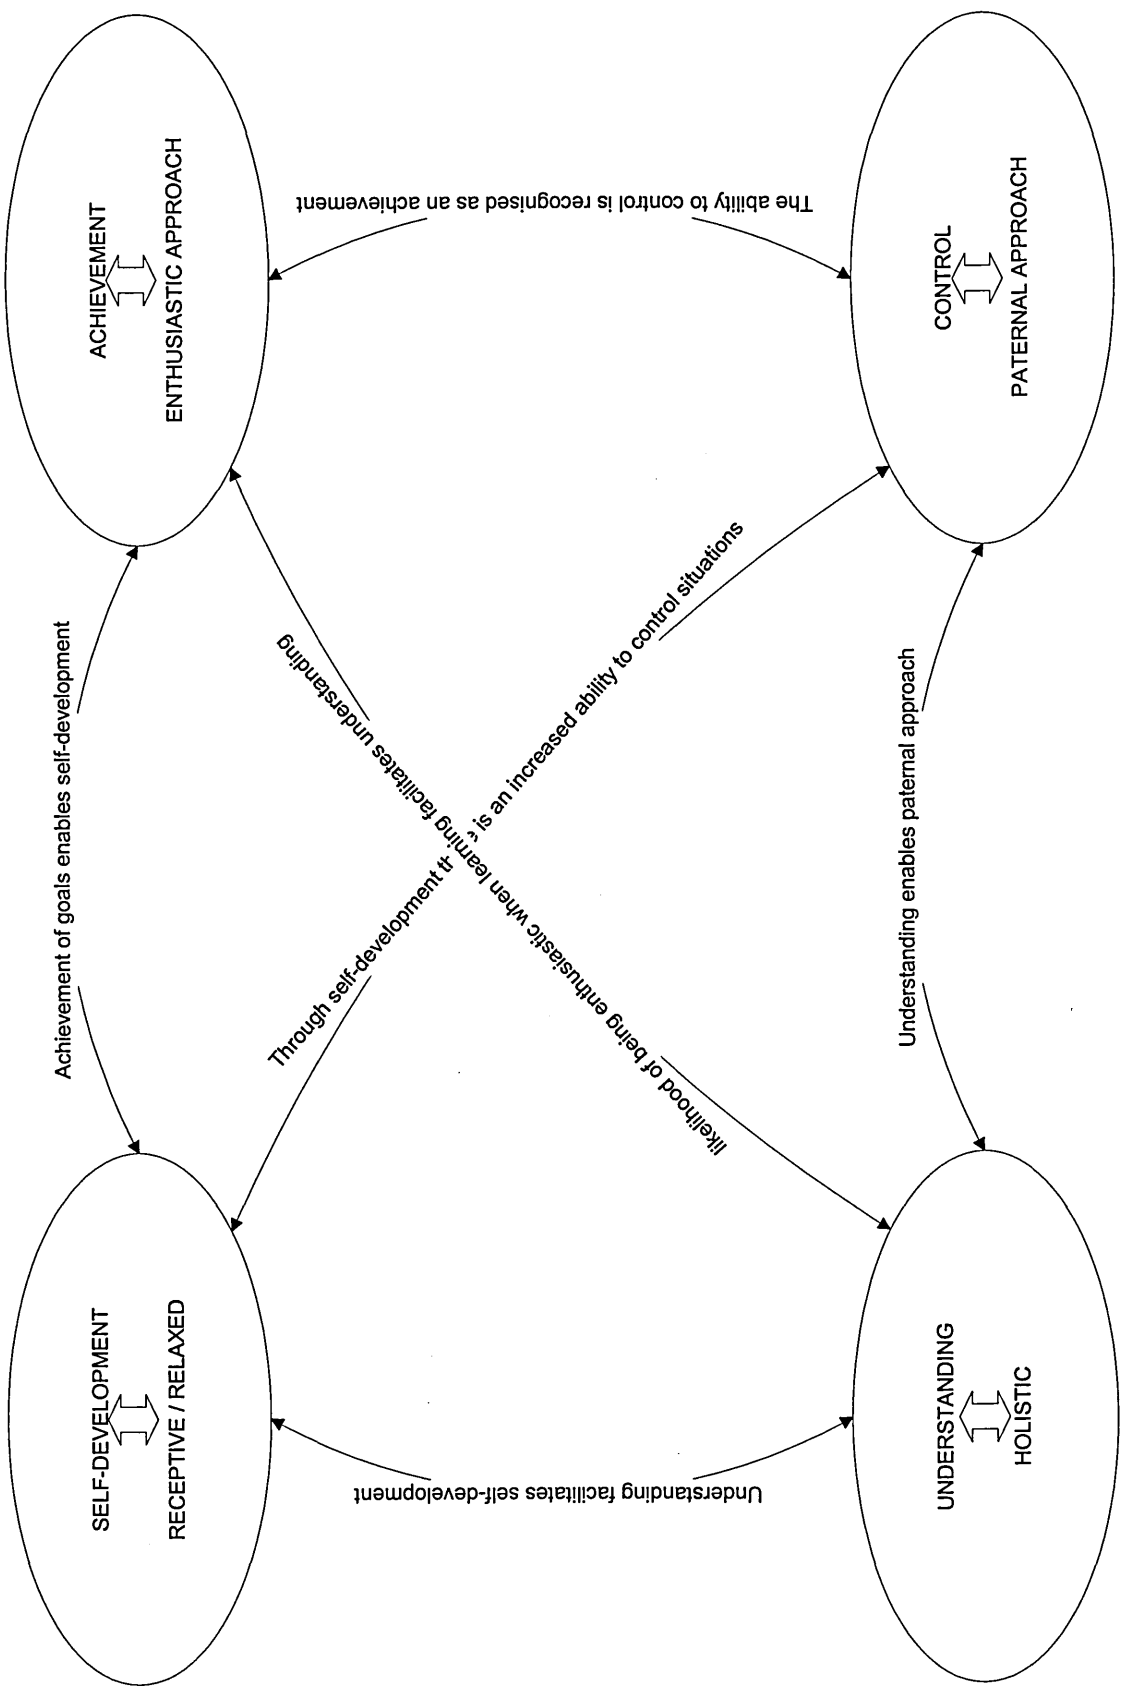 Achievement of goals enables self-development
SELF-DEVELOPMENT
RECEPTIVE / RELAXED
ACHIEVEMENT
ENTHUSIASTIC APPROACH
Through self-development is an increased ability to control situations
likelihood of being enthusiastic when learning facilitates understanding
Understanding facilitates self-development
The ability to control is recognised as an achievement
Understanding enables paternal approach
UNDERSTANDING
HOLISTIC
CONTROL
PATERNAL APPROACH